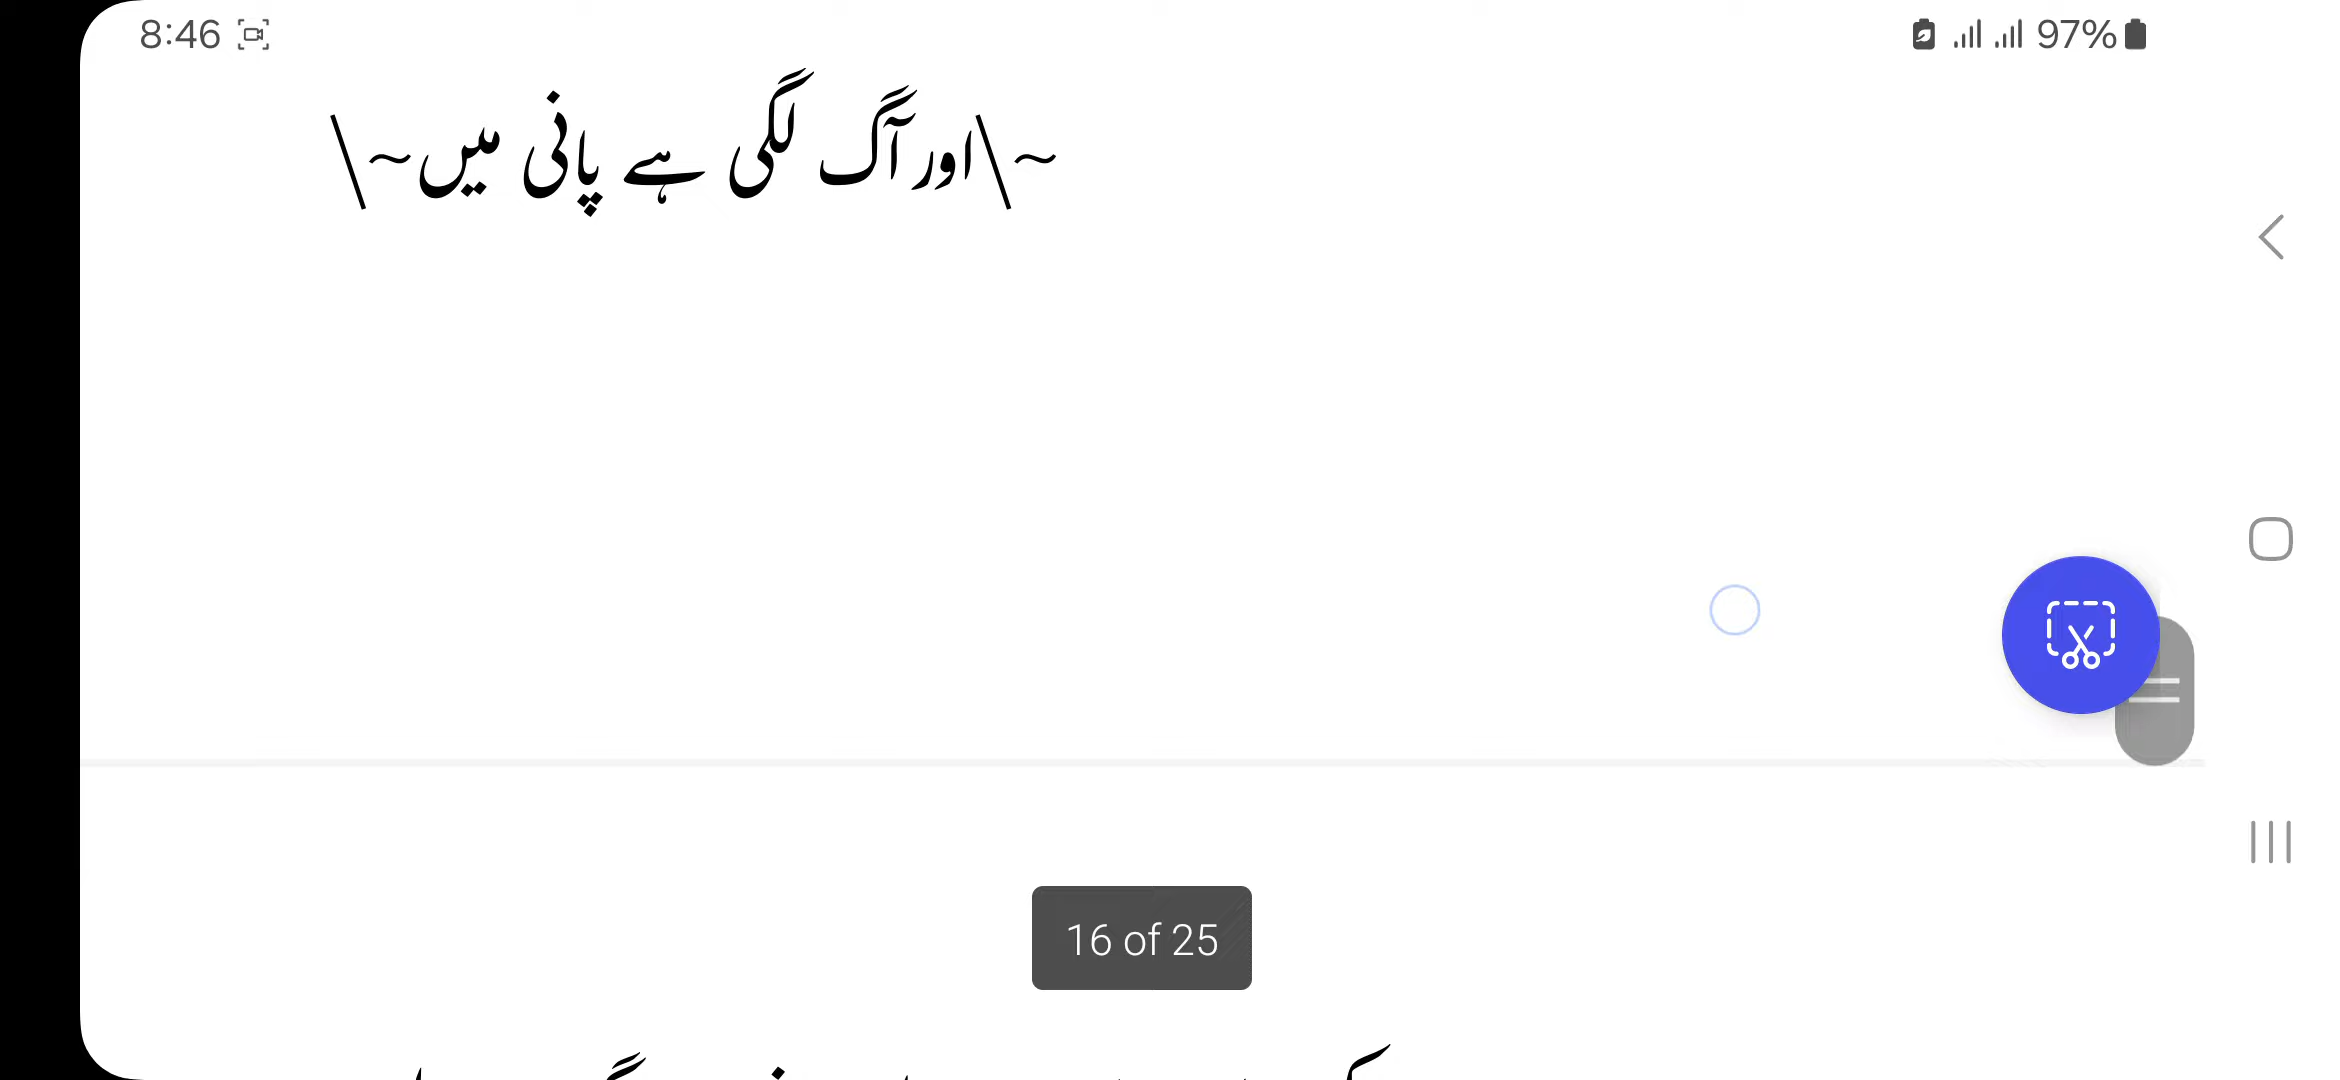 8:46
97%
~\اور آگ لگی ہے پانی میں~\
16 of 25